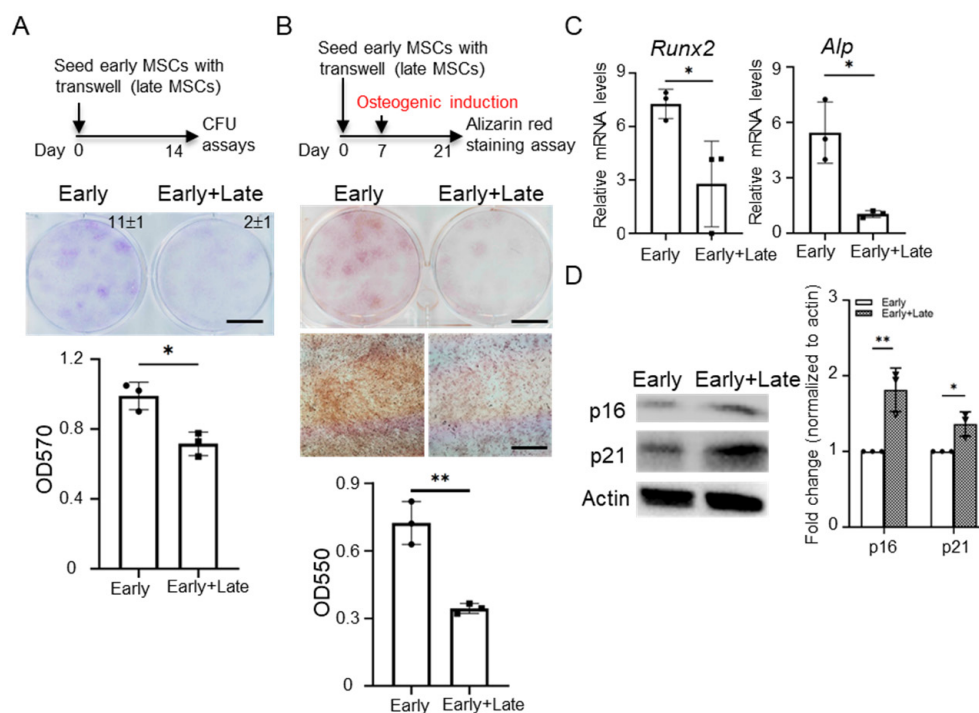 A
Seed early MSCs with
transwell (late MSCs)
CFU
assays
Day 0 14
Early Early+Late
11±1 2±1
*
OD570
1.2
0.8
0.4
0
Early Early+Late
B
Seed early MSCs with
transwell (late MSCs)
Osteogenic induction
Alizarin red
staining assay
Day 0 7 21
Early Early+Late
**
OD550
0.9
0.6
0.3
0
Early Early+Late
C
Runx2
*
Relative mRNA levels
9
6
3
0
Early Early+Late
Alp
*
Relative mRNA levels
9
6
3
0
Early Early+Late
D
Early Early+Late
p16
p21
Actin
Early
Early+Late
**
*
Fold change (normalized to actin)
3
2
1
0
p16 p21